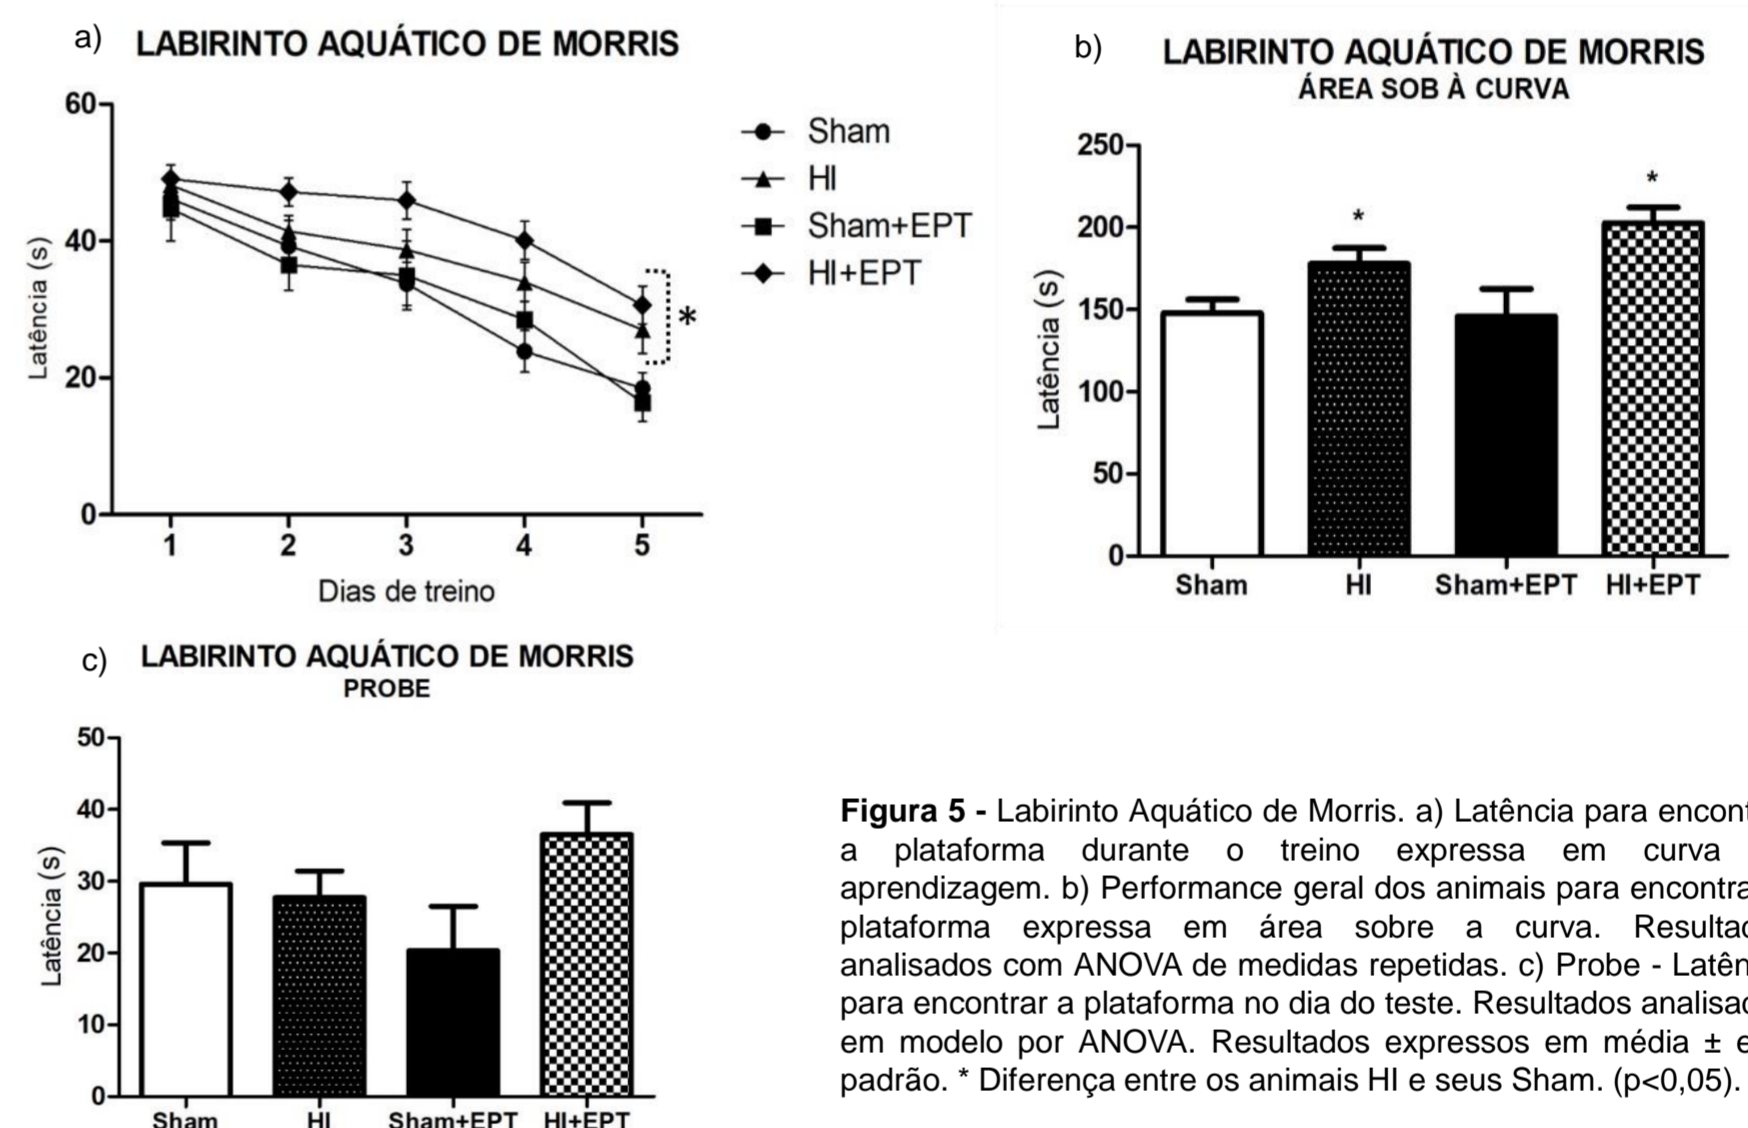 a)
LABIRINTO AQUÁTICO DE MORRIS
60
40
20
0
Latência (s)
1 2 3 4 5
Dias de treino
Sham
HI
Sham+EPT
HI+EPT
*
b)
LABIRINTO AQUÁTICO DE MORRIS
ÁREA SOB À CURVA
250
200
150
100
50
0
Latência (s)
*
*
Sham HI Sham+EPT HI+EPT
c)
LABIRINTO AQUÁTICO DE MORRIS
PROBE
50
40
30
20
10
0
Latência (s)
Sham HI Sham+EPT HI+EPT
Figura 5 - Labirinto Aquático de Morris. a) Latência para
a plataforma durante o treino expressa em curva
aprendizagem. b) Performance geral dos animais para
plataforma expressa em área sobre a curva.
analisados com ANOVA de medidas repetidas. c) Probe -
para encontrar a plataforma no dia do teste. Resultados
em modelo por ANOVA. Resultados expressos em média ±
padrão. * Diferença entre os animais HI e seus Sham. (p<0,05).